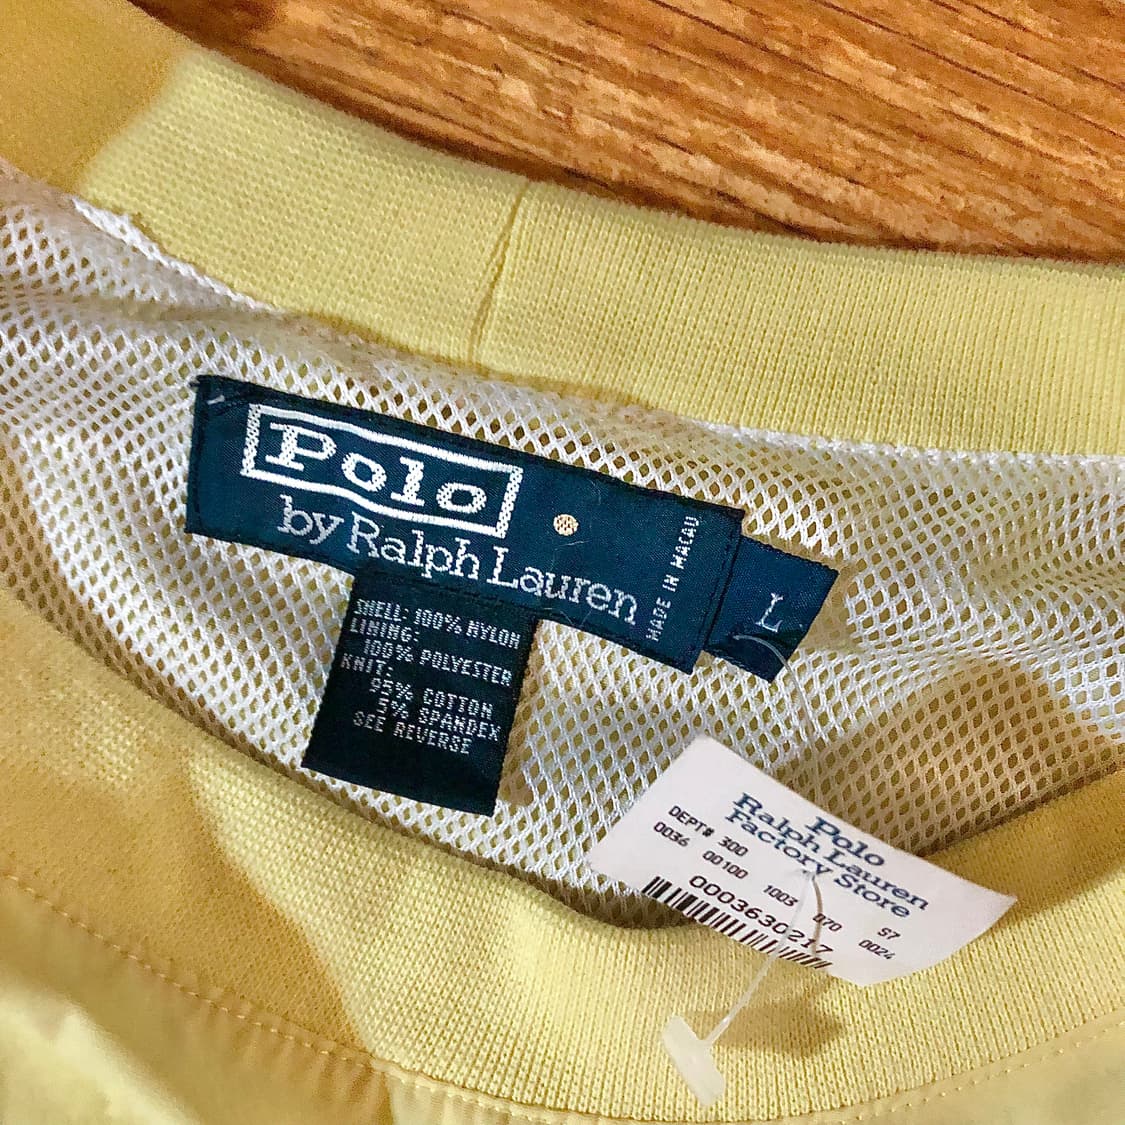 Polo
by Ralph Lauren
MADE IN MACAU
L
SHELL: 100% NYLON
LINING:
100% POLYESTER
KNIT:
95% COTTON
5% SPANDEX
SEE REVERSE
Polo
Ralph Lauren
Factory Store
DEPT# 300 S7
0036 00100 1003 070 0024
0003630217